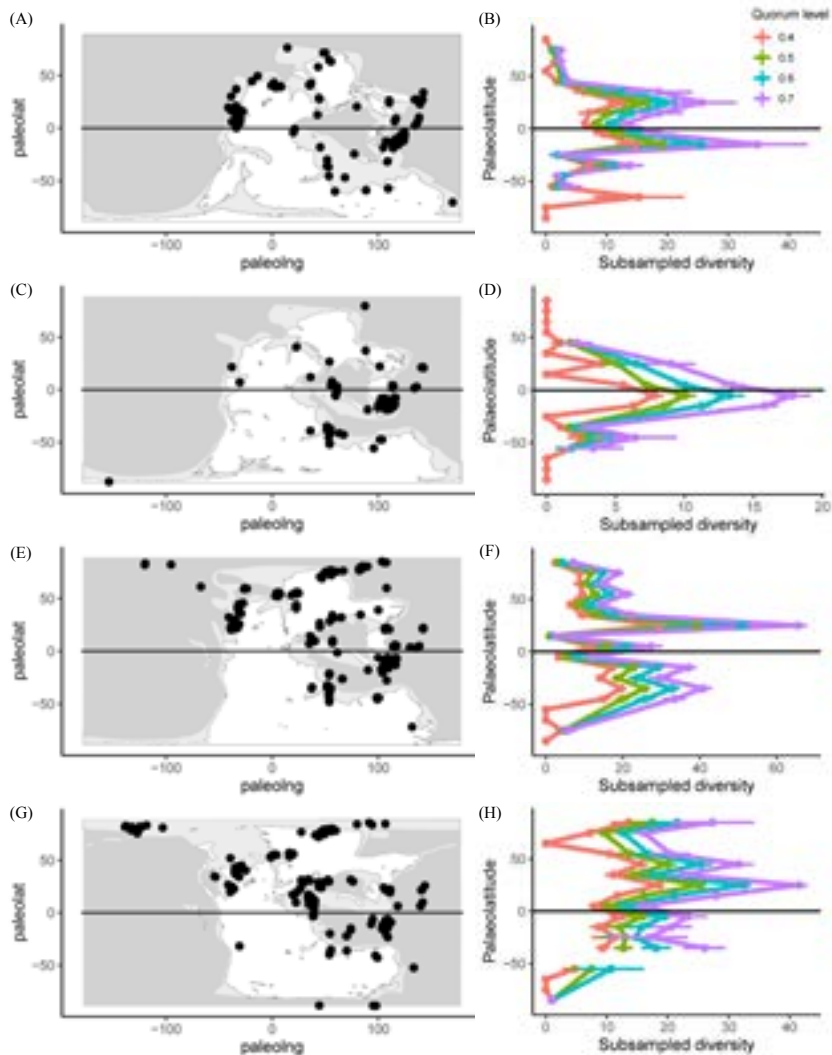 (A)
paleolat
50
0
−50
−100
0
100
paleolng
(B)
Quorum level
0.4
0.5
0.6
0.7
Palaeolatitude
50
0
−50
0
10
20
30
40
Subsampled diversity
(C)
paleolat
50
0
−50
−100
0
100
paleolng
(D)
Palaeolatitude
50
0
−50
0
5
10
15
20
Subsampled diversity
(E)
paleolat
50
0
−50
−100
0
100
paleolng
(F)
Palaeolatitude
50
0
−50
0
20
40
60
Subsampled diversity
(G)
paleolat
50
0
−50
−100
0
100
paleolng
(H)
Palaeolatitude
50
0
−50
0
10
20
30
40
Subsampled diversity